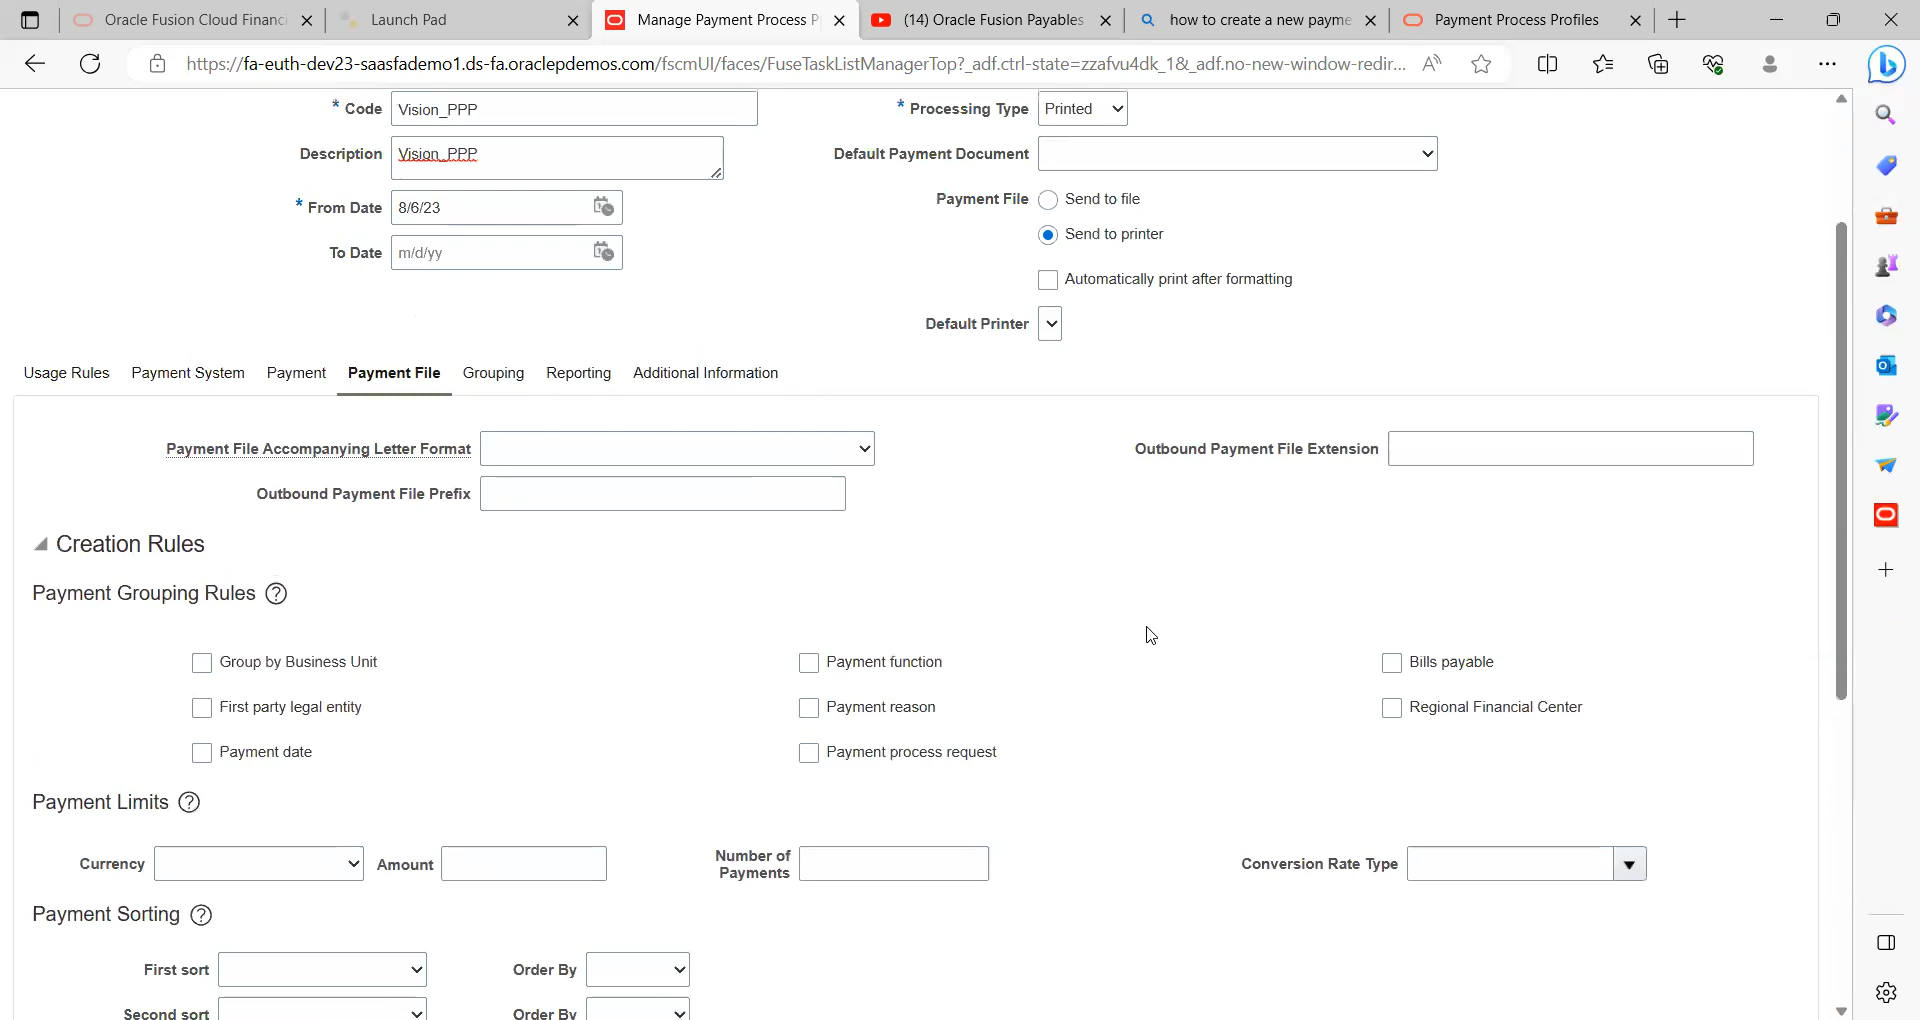 Oracle Fusion Cloud Financi
Launch Pad
Manage Payment Process P
(14) Oracle Fusion Payables
how to create a new payme
Payment Process Profiles
https://fa-euth-dev23-saasfademo1.ds-fa.oraclepdemos.com/fscmUI/faces/FuseTaskListManagerTop?_adf.ctrl-state=zzafvu4dk_1&_adf.no-new-window-redir...
* Code Vision_PPP
* Processing Type Printed
Description Vision_PPP
Default Payment Document
* From Date 8/6/23
Payment File Send to file
Send to printer
To Date m/d/yy
Automatically print after formatting
Default Printer
Usage Rules Payment System Payment Payment File Grouping Reporting Additional Information
Payment File Accompanying Letter Format
Outbound Payment File Extension
Outbound Payment File Prefix
Creation Rules
Payment Grouping Rules ?
Group by Business Unit Payment function Bills payable
First party legal entity Payment reason Regional Financial Center
Payment date Payment process request
Payment Limits ?
Currency Amount Number of Payments Conversion Rate Type
Payment Sorting ?
First sort Order By
Second sort Order By